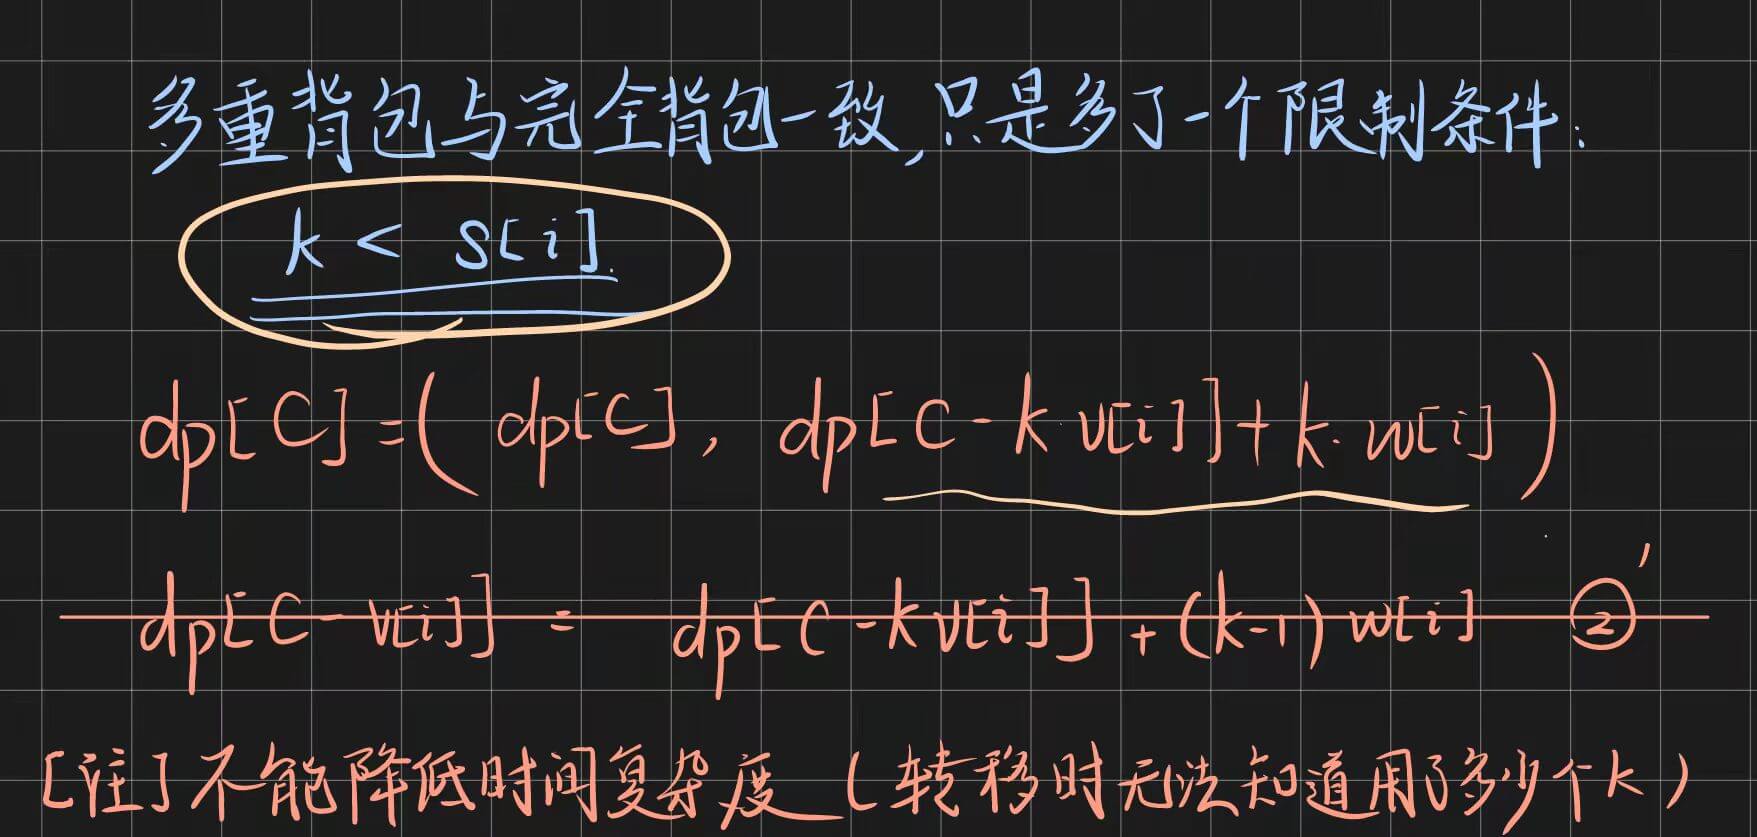 多重背包与完全背包一致,只是多了一个限制条件:
k < s[i].
dp[C]=( dp[C], dp[C-k·v[i]]+k·w[i] )
dp[C-v[i]] = dp[C-kv[i]]+(k-1)w[i] ②'
[注]不能降低时间复杂度(转移时无法知道用了多少个k)